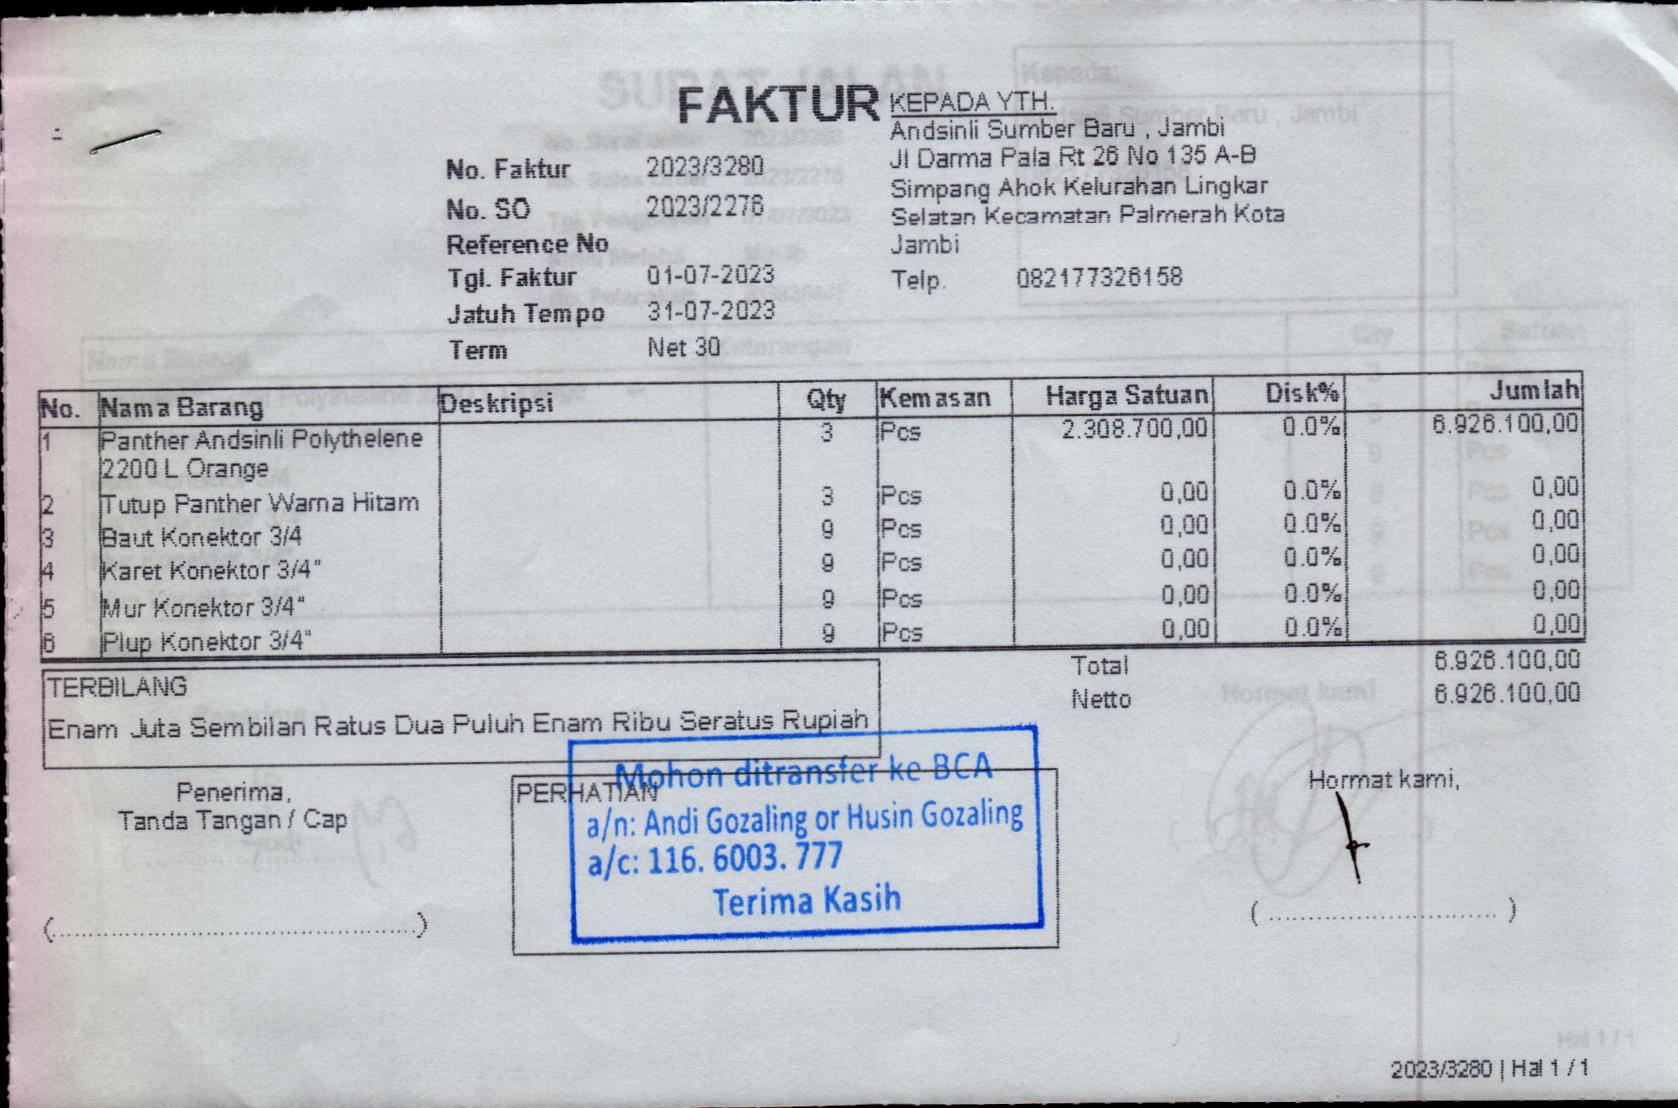 FAKTUR
KEPADA YTH.
Andsinli Sumber Baru , Jambi
Jl Darma Pala Rt 26 No 135 A-B
Simpang Ahok Kelurahan Lingkar
Selatan Kecamatan Palmerah Kota
Jambi
Telp. 082177326158
No. Faktur 2023/3280
No. SO 2023/2276
Reference No
Tgl. Faktur 01-07-2023
Jatuh Tempo 31-07-2023
Term Net 30
No. Nama Barang Deskripsi Qty Kemasan Harga Satuan Disk% Jumlah
1 Panther Andsinli Polythelene 3 Pcs 2.308.700,00 0.0% 6.926.100,00
2200 L Orange
2 Tutup Panther Warna Hitam 3 Pcs 0,00 0.0% 0,00
3 Baut Konektor 3/4 9 Pcs 0,00 0.0% 0,00
4 Karet Konektor 3/4" 9 Pcs 0,00 0.0% 0,00
5 Mur Konektor 3/4" 9 Pcs 0,00 0.0% 0,00
6 Plup Konektor 3/4" 9 Pcs 0,00 0.0% 0,00
Total 6.926.100,00
Netto 6.926.100,00
TERBILANG
Enam Juta Sembilan Ratus Dua Puluh Enam Ribu Seratus Rupiah
Penerima,
Tanda Tangan / Cap
(..................................................)
PERHATIAN
Mohon ditransfer ke BCA
a/n: Andi Gozaling or Husin Gozaling
a/c: 116. 6003. 777
Terima Kasih
Hormat kami,
( ................................ )
2023/3280 | Hal 1 / 1